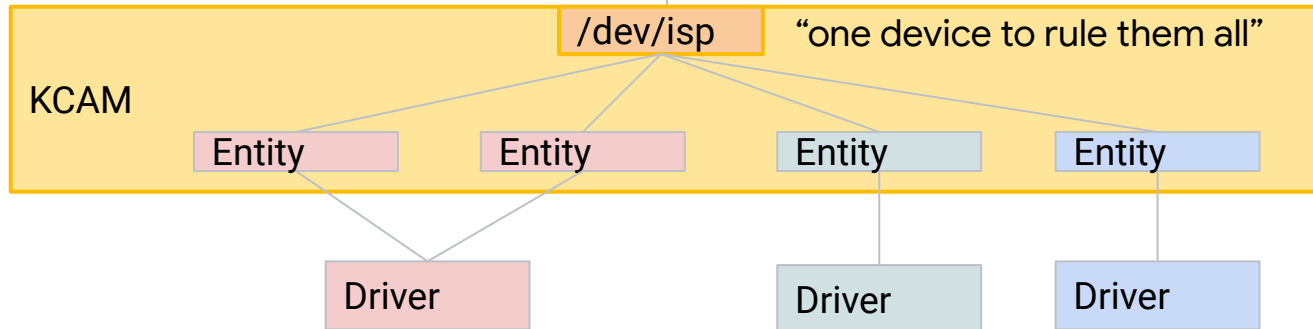 /dev/isp
“one device to rule them all”
KCAM
Entity
Entity
Entity
Entity
Driver
Driver
Driver